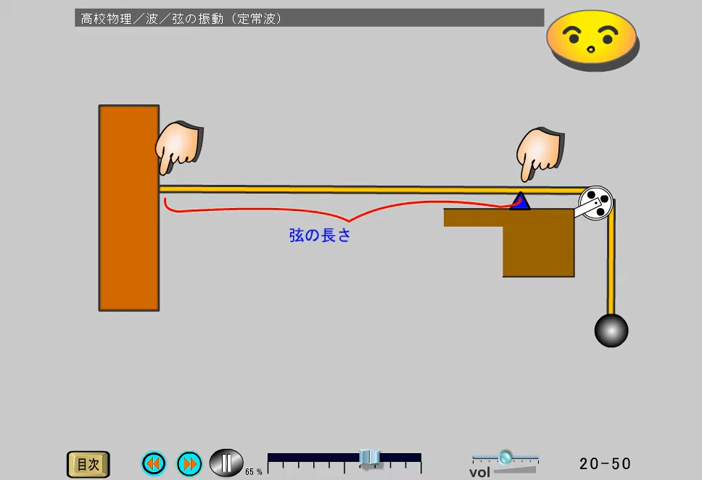 高校物理／波／弦の振動（定常波）
弦の長さ
目次
65 %
vol
20-50